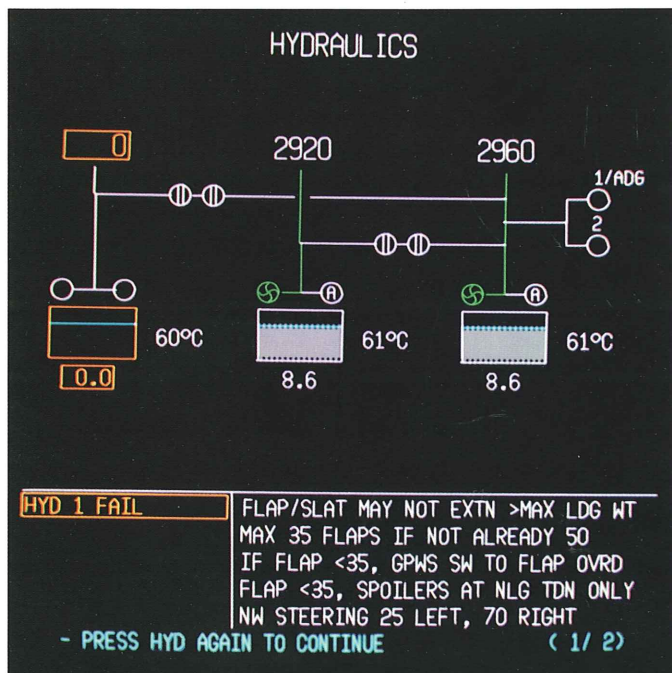 HYDRAULICS
0
2920
2960
1/ADG
2
A
A
60°C
61°C
61°C
0.0
8.6
8.6
HYD 1 FAIL
FLAP/SLAT MAY NOT EXTN >MAX LDG WT
MAX 35 FLAPS IF NOT ALREADY 50
IF FLAP <35, GPWS SW TO FLAP OVRD
FLAP <35, SPOILERS AT NLG TDN ONLY
NW STEERING 25 LEFT, 70 RIGHT
- PRESS HYD AGAIN TO CONTINUE ( 1/ 2)